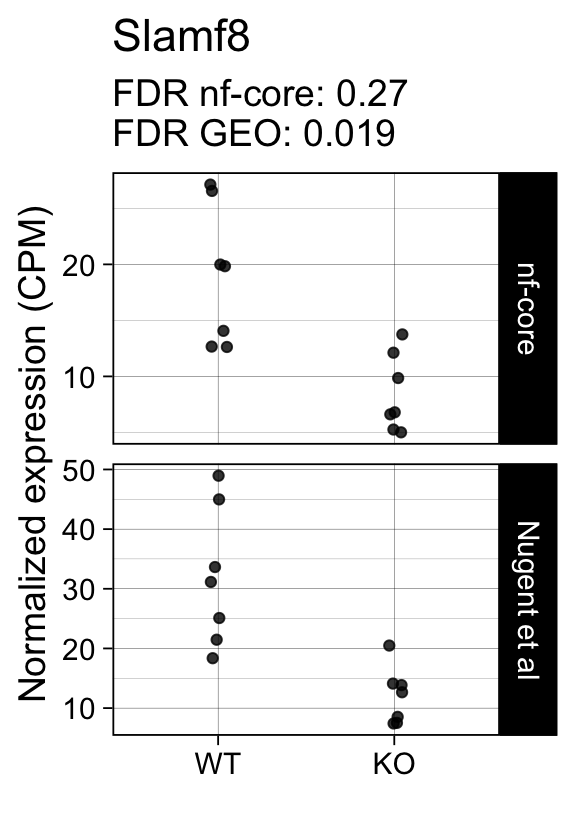 Slamf8
FDR nf-core: 0.27
FDR GEO: 0.019
Normalized expression (CPM)
20
10
nf-core
50
40
30
20
10
Nugent et al
WT
KO